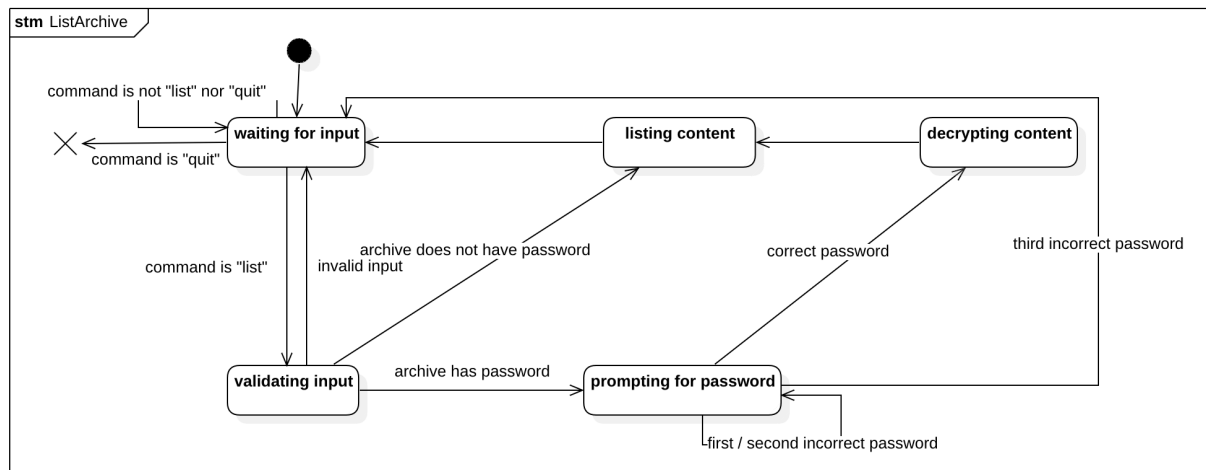 stm ListArchive
command is not "list" nor "quit"
waiting for input
listing content
decrypting content
command is "quit"
third incorrect password
archive does not have password
correct password
command is "list"
invalid input
archive has password
validating input
prompting for password
first / second incorrect password